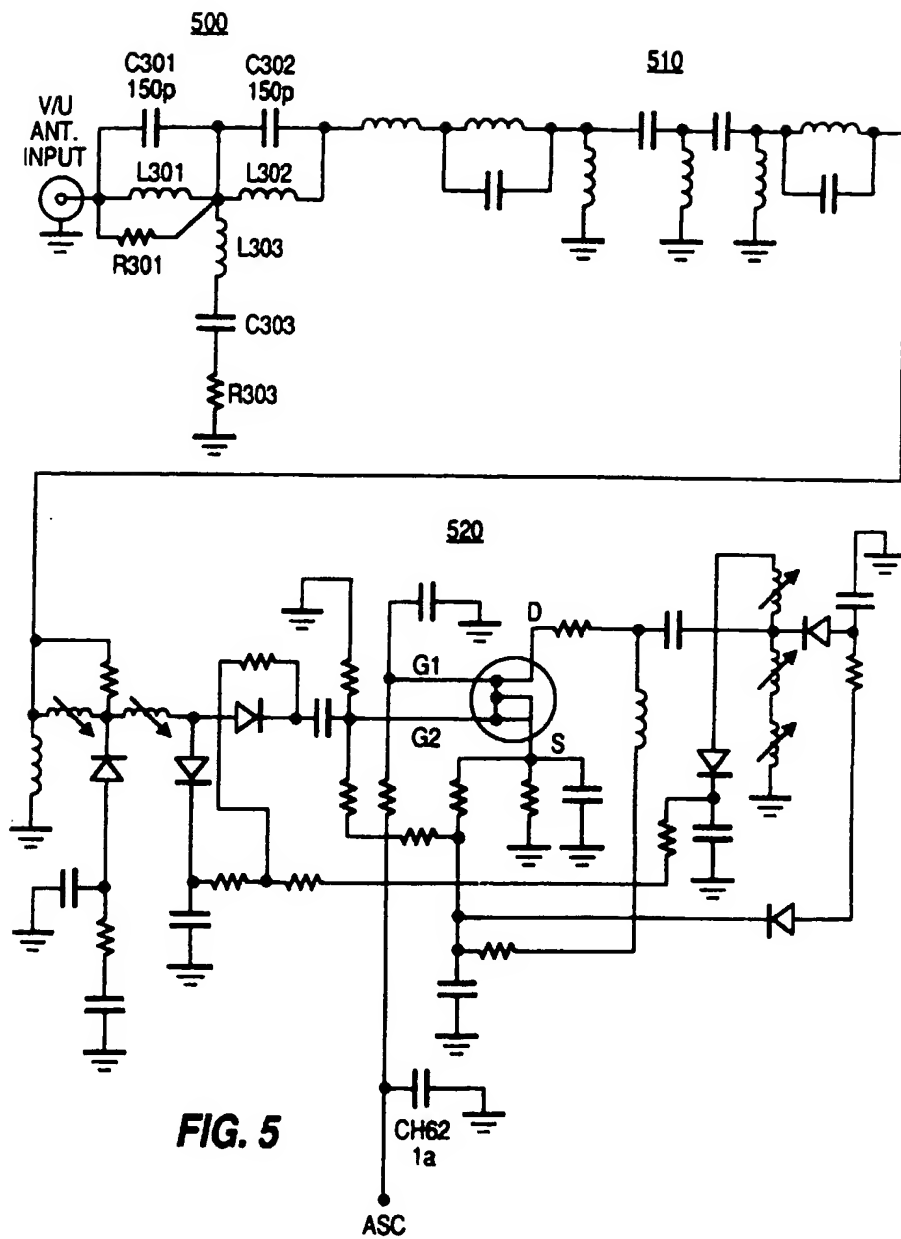 500
C301
150p
C302
150p
510
V/U
ANT.
INPUT
L301
L302
R301
L303
C303
R303
520
D
G1
G2
S
CH62
1a
FIG. 5
ASC